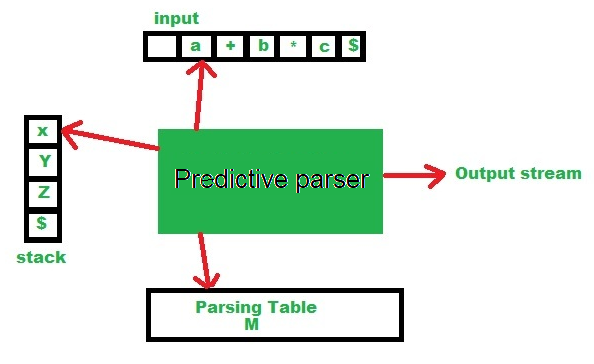 input
a + b * c $
x
Y
Z
$
stack
Predictive parser
Output stream
Parsing Table
M